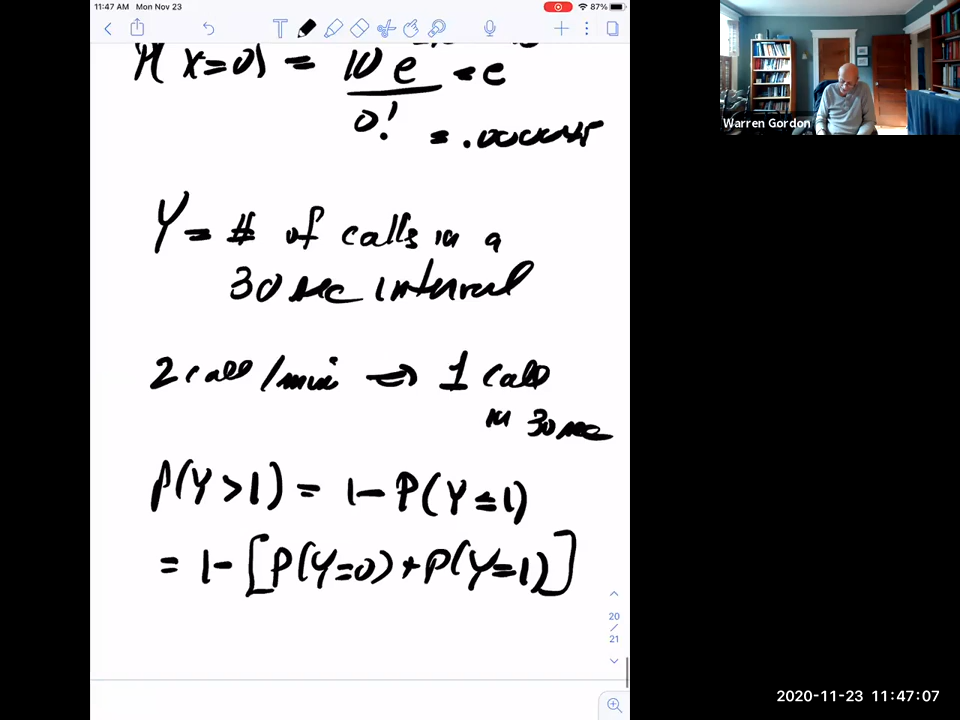 11:47 AM Mon Nov 23
87%
P(X=0) = 10 e = e
0!
= .000045
Warren Gordon
Y = # of calls in a
30 sec interval
2 call/min ⇒ 1 call
in 30 sec
P(Y>1) = 1-P(Y≤1)
= 1-[P(Y=0)+P(Y=1)]
20
/
21
2020-11-23 11:47:07